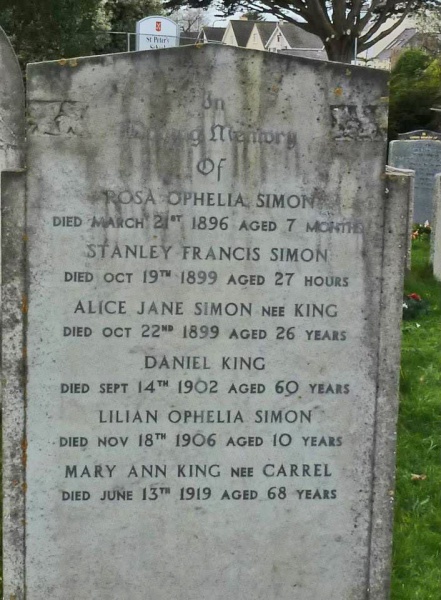 St Peter's
School
In
Loving Memory
Of
ROSA OPHELIA SIMON
DIED MARCH 21ST 1896 AGED 7 MONTHS
STANLEY FRANCIS SIMON
DIED OCT 19TH 1899 AGED 27 HOURS
ALICE JANE SIMON NEE KING
DIED OCT 22ND 1899 AGED 26 YEARS
DANIEL KING
DIED SEPT 14TH 1902 AGED 60 YEARS
LILIAN OPHELIA SIMON
DIED NOV 18TH 1906 AGED 10 YEARS
MARY ANN KING NEE CARREL
DIED JUNE 13TH 1919 AGED 68 YEARS